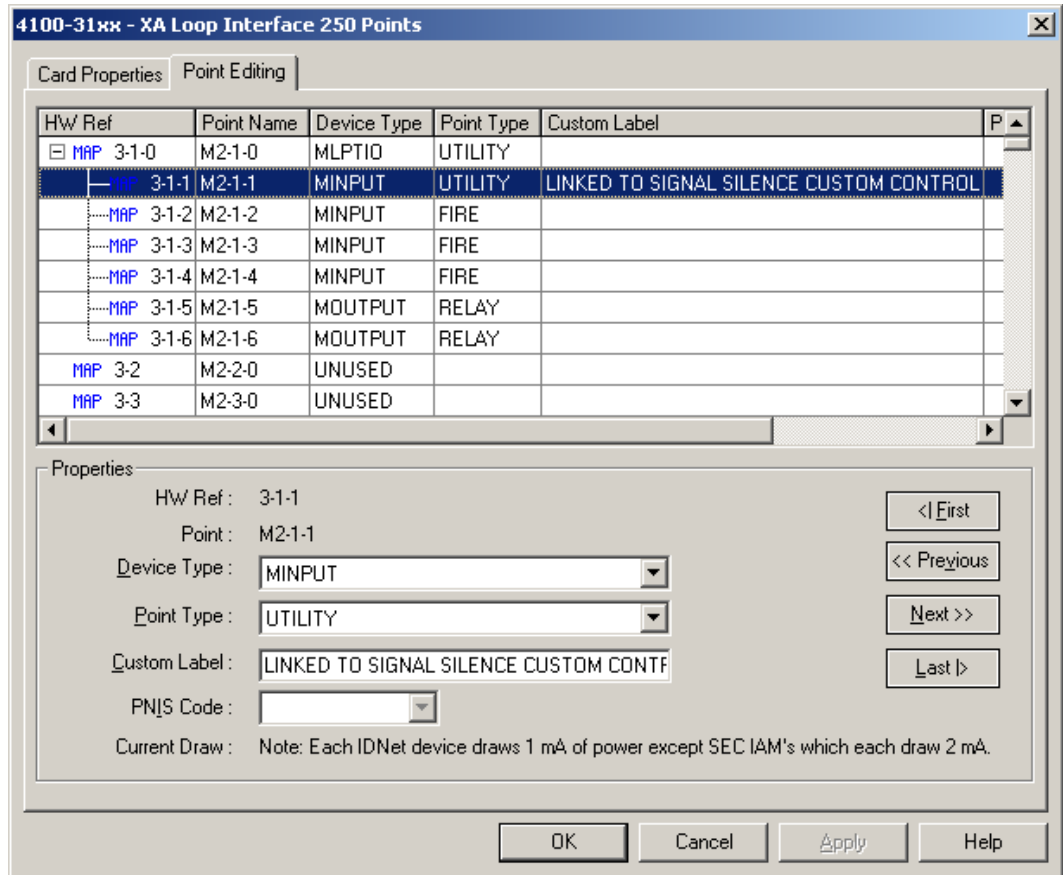 4100-31xx - XA Loop Interface 250 Points
Card Properties Point Editing
HW Ref Point Name Device Type Point Type Custom Label P
MAP 3-1-0 M2-1-0 MLPTIO UTILITY
MAP 3-1-1 M2-1-1 MINPUT UTILITY LINKED TO SIGNAL SILENCE CUSTOM CONTROL
MAP 3-1-2 M2-1-2 MINPUT FIRE
MAP 3-1-3 M2-1-3 MINPUT FIRE
MAP 3-1-4 M2-1-4 MINPUT FIRE
MAP 3-1-5 M2-1-5 MOUTPUT RELAY
MAP 3-1-6 M2-1-6 MOUTPUT RELAY
MAP 3-2 M2-2-0 UNUSED
MAP 3-3 M2-3-0 UNUSED
Properties
HW Ref : 3-1-1
<| First
Point : M2-1-1
Device Type : MINPUT
<< Previous
Point Type : UTILITY
Next >>
Custom Label : LINKED TO SIGNAL SILENCE CUSTOM CONTR
Last |>
PNIS Code :
Current Draw : Note: Each IDNet device draws 1 mA of power except SEC IAM's which each draw 2 mA.
OK Cancel Apply Help